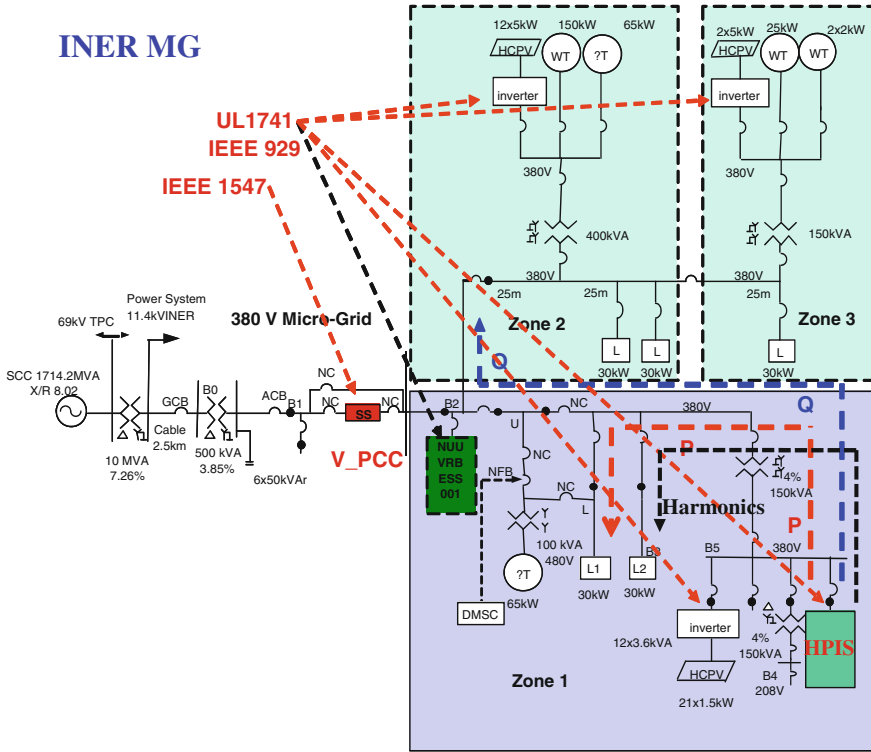 INER MG
12x5kW 150kW 65kW
HCPV WT ?T
inverter
2x5kW 25kW 2x2kW
HCPV WT WT
inverter
UL1741
IEEE 929
IEEE 1547
380V
400kVA
380V
25m 25m 25m
380V
150kVA
380V
Power System
11.4kVINER
69kV TPC
380 V Micro-Grid
Zone 2
Zone 3
L L
30kW 30kW
L
30kW
SCC 1714.2MVA
X/R 8.02
GCB
B0
ACB
B1
NC
NC SS NC
B2
NC
380V
Q
Q
Cable
2.5km
10 MVA
7.26%
500 kVA
3.85%
6x50kVAr
V_PCC
NUU
VRB
ESS
001
U
NC
NFB
NC
L
P
P
4%
150kVA
Harmonics
100 kVA
480V
?T
65kW
DMSC
L1
30kW
B3
L2
30kW
B5
380V
inverter
12x3.6kVA
HCPV
21x1.5kW
4%
150kVA
B4
208V
HPIS
Zone 1